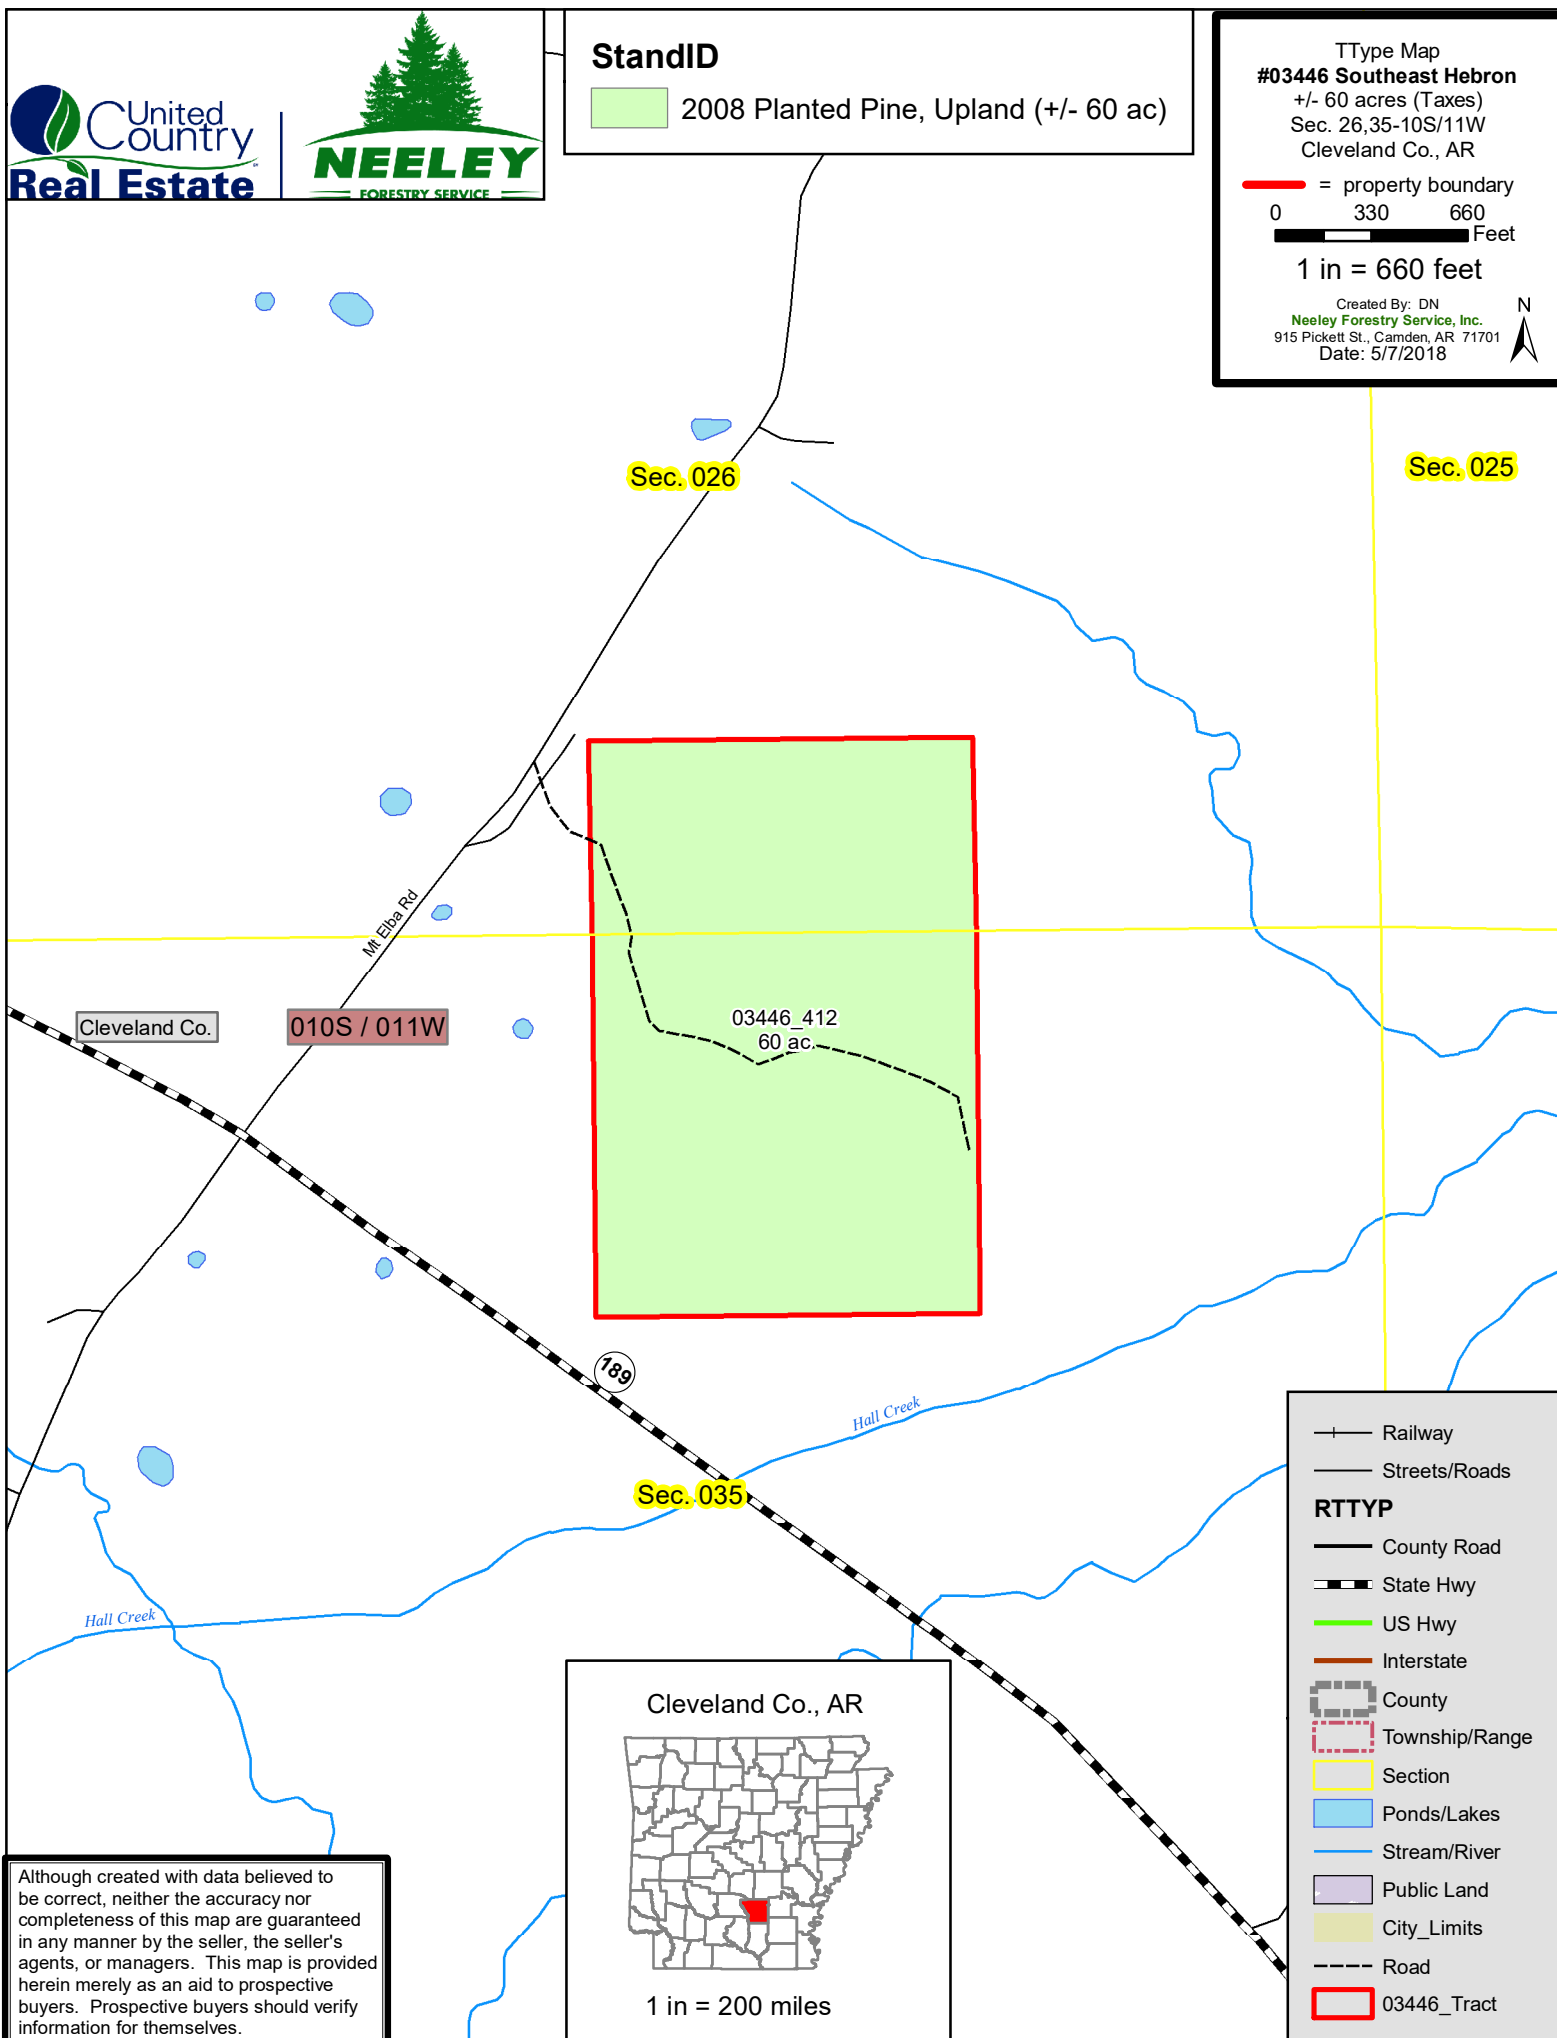 United
Country
SM
Real Estate
NEELEY
FORESTRY SERVICE
StandID
2008 Planted Pine, Upland (+/- 60 ac)
TType Map
#03446 Southeast Hebron
+/- 60 acres (Taxes)
Sec. 26,35-10S/11W
Cleveland Co., AR
= property boundary
0 330 660
Feet
1 in = 660 feet
Created By: DN
Neeley Forestry Service, Inc.
915 Pickett St., Camden, AR 71701
Date: 5/7/2018
N
Sec. 026
Sec. 025
Mt Elba Rd
Cleveland Co.
010S / 011W
03446_412
60 ac.
189
Hall Creek
Sec. 035
Hall Creek
Railway
Streets/Roads
RTTYP
County Road
State Hwy
US Hwy
Interstate
County
Township/Range
Section
Ponds/Lakes
Stream/River
Public Land
City_Limits
Road
03446_Tract
Cleveland Co., AR
1 in = 200 miles
Although created with data believed to
be correct, neither the accuracy nor
completeness of this map are guaranteed
in any manner by the seller, the seller's
agents, or managers. This map is provided
herein merely as an aid to prospective
buyers. Prospective buyers should verify
information for themselves.